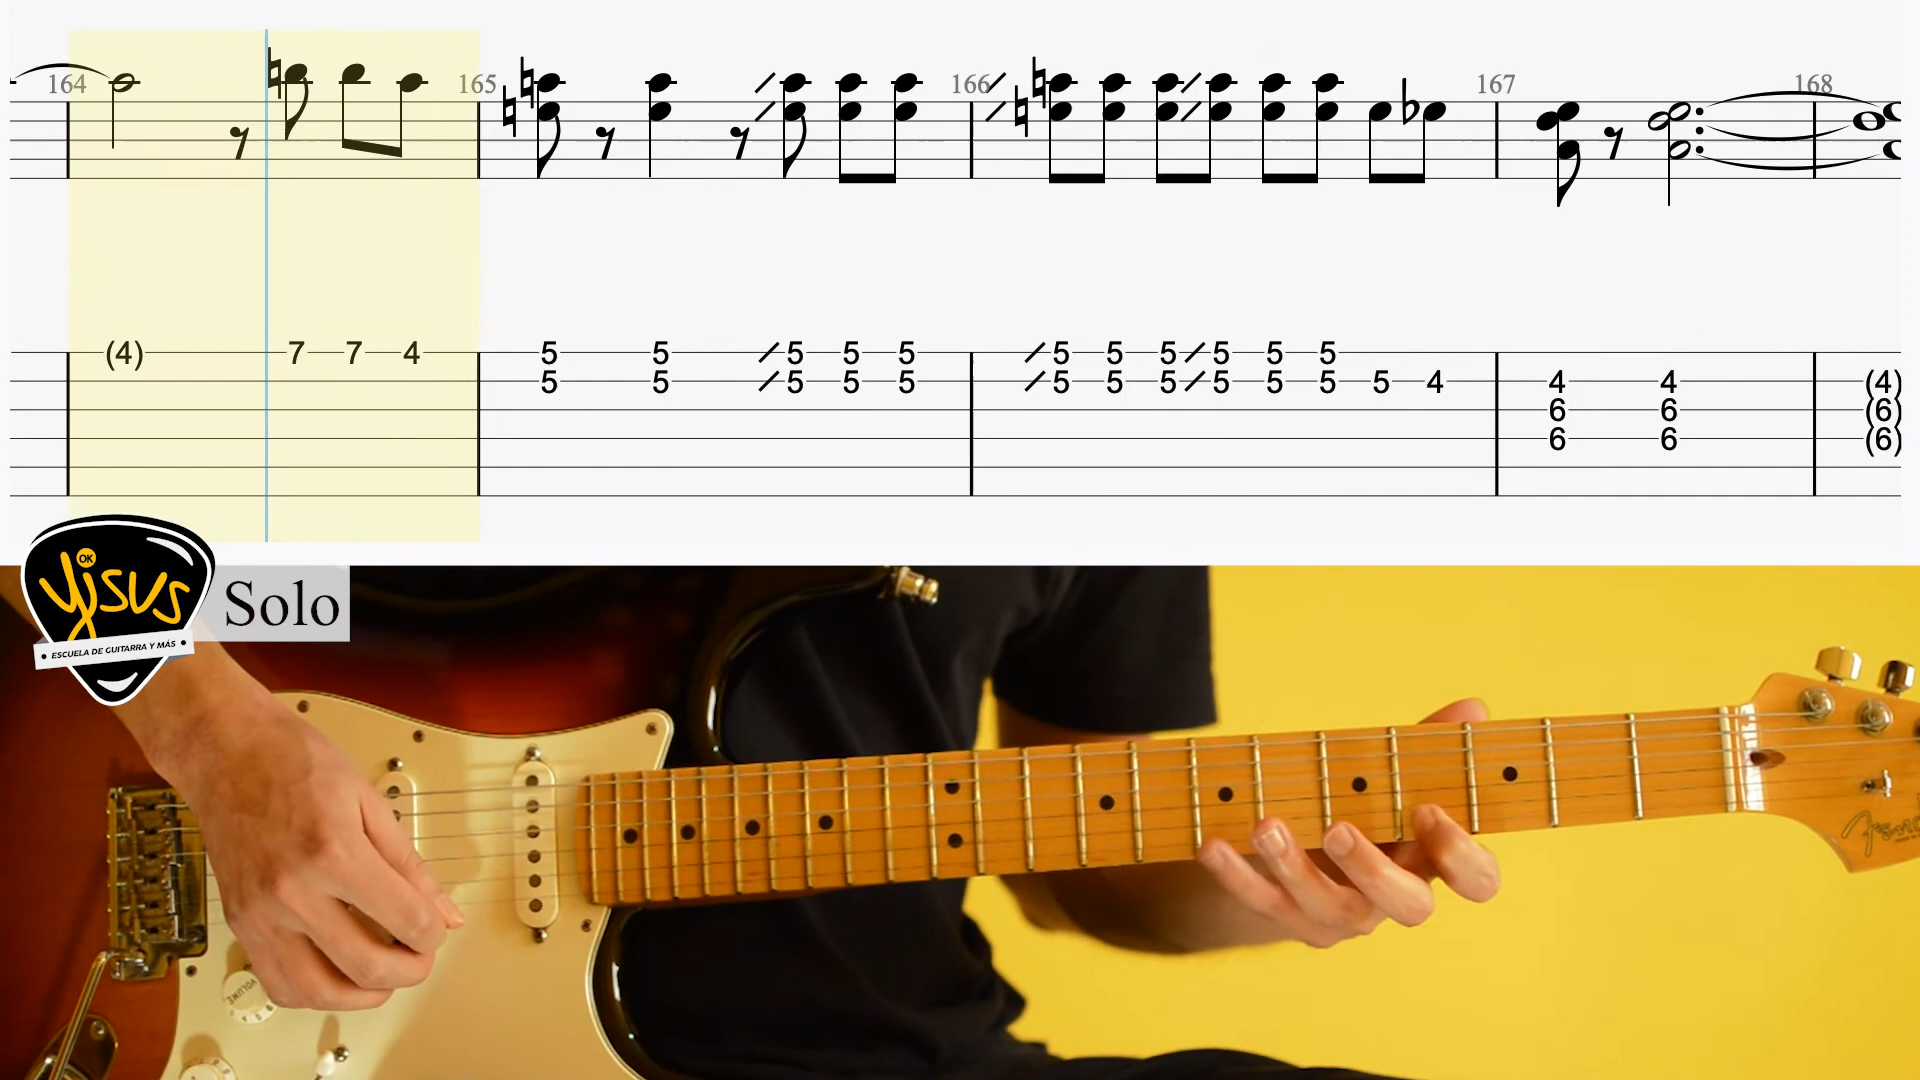 164 165 166 167 168
(4) 7 7 4 5 5 5 5 5 5 5 5 5 5 5
5 5 5 5 5 5 5 5 5 5 5 5 4 4 4 (4)
6 6 (6)
6 6 (6)
OK
yjsus
ESCUELA DE GUITARRA Y MÁS
Solo
VOLUME